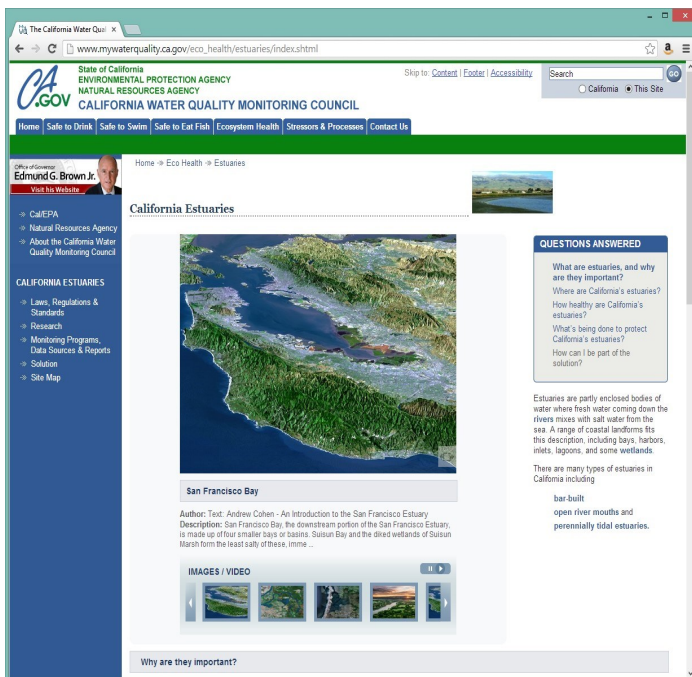 The California Water Qual
www.mywaterquality.ca.gov/eco_health/estuaries/index.shtml
CA
.GOV
State of California
ENVIRONMENTAL PROTECTION AGENCY
NATURAL RESOURCES AGENCY
CALIFORNIA WATER QUALITY MONITORING COUNCIL
Skip to: Content | Footer | Accessibility
Search
GO
California This Site
Home Safe to Drink Safe to Swim Safe to Eat Fish Ecosystem Health Stressors & Processes Contact Us
Office of Governor
Edmund G. Brown Jr.
Visit his Website
Cal/EPA
Natural Resources Agency
About the California Water
Quality Monitoring Council
CALIFORNIA ESTUARIES
Laws, Regulations &
Standards
Research
Monitoring Programs,
Data Sources & Reports
Solution
Site Map
Home Eco Health Estuaries
California Estuaries
San Francisco Bay
Author: Text: Andrew Cohen - An Introduction to the San Francisco Estuary
Description: San Francisco Bay, the downstream portion of the San Francisco Estuary,
is made up of four smaller bays or basins. Suisun Bay and the diked wetlands of Suisun
Marsh form the least salty of these, imme ...
IMAGES / VIDEO
Why are they important?
QUESTIONS ANSWERED
What are estuaries, and why
are they important?
Where are California's estuaries?
How healthy are California's
estuaries?
What's being done to protect
California's estuaries?
How can I be part of the
solution?
Estuaries are partly enclosed bodies of
water where fresh water coming down the
rivers mixes with salt water from the
sea. A range of coastal landforms fits
this description, including bays, harbors,
inlets, lagoons, and some wetlands.
There are many types of estuaries in
California including
bar-built
open river mouths and
perennially tidal estuaries.